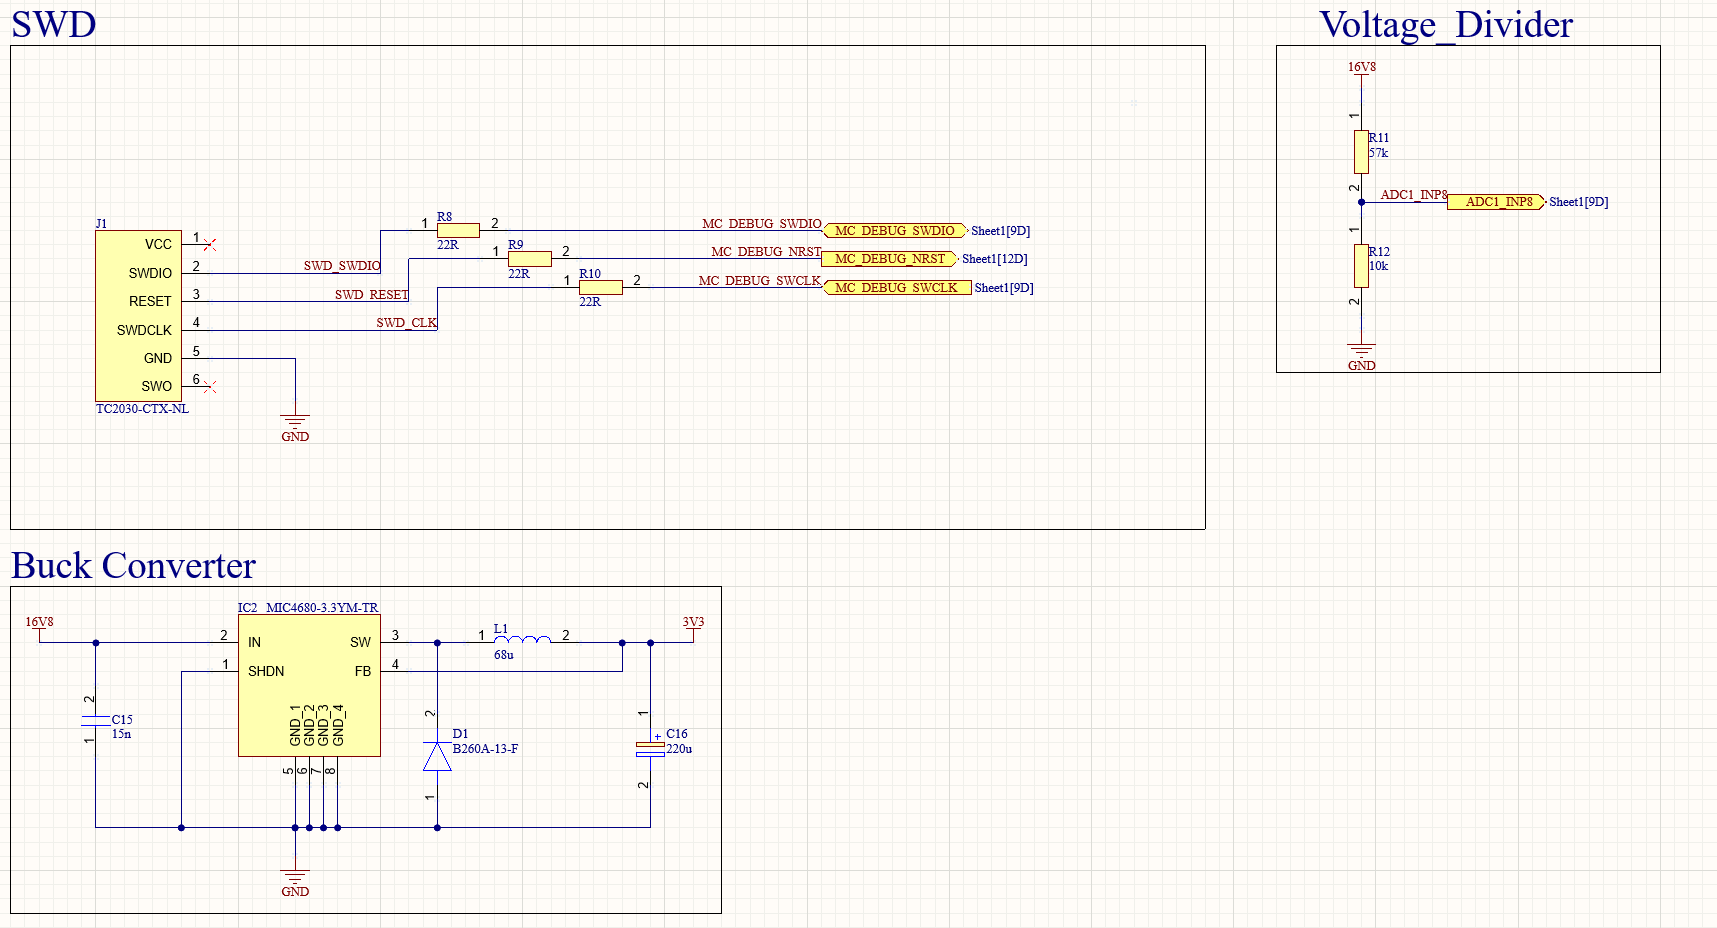 SWD
J1
VCC 1
SWDIO 2
RESET 3
SWDCLK 4
GND 5
SWO 6
TC2030-CTX-NL
SWD_SWDIO
SWD_RESET
SWD_CLK
GND
1 R8 2
22R
1 R9 2
22R
1 R10 2
22R
MC_DEBUG_SWDIO MC_DEBUG_SWDIO Sheet1[9D]
MC_DEBUG_NRST MC_DEBUG_NRST Sheet1[12D]
MC_DEBUG_SWCLK MC_DEBUG_SWCLK Sheet1[9D]
Voltage_Divider
16V8
1
R11
57k
2
ADC1_INP8 ADC1_INP8 Sheet1[9D]
1
R12
10k
2
GND
Buck Converter
16V8
IC2 MIC4680-3.3YM-TR
2 IN SW 3
1 SHDN FB 4
GND_1
GND_2
GND_3
GND_4
5
6
7
8
2
C15
15n
1
1 L1 2
68u
3V3
2
D1
B260A-13-F
1
1
+ C16
220u
2
GND